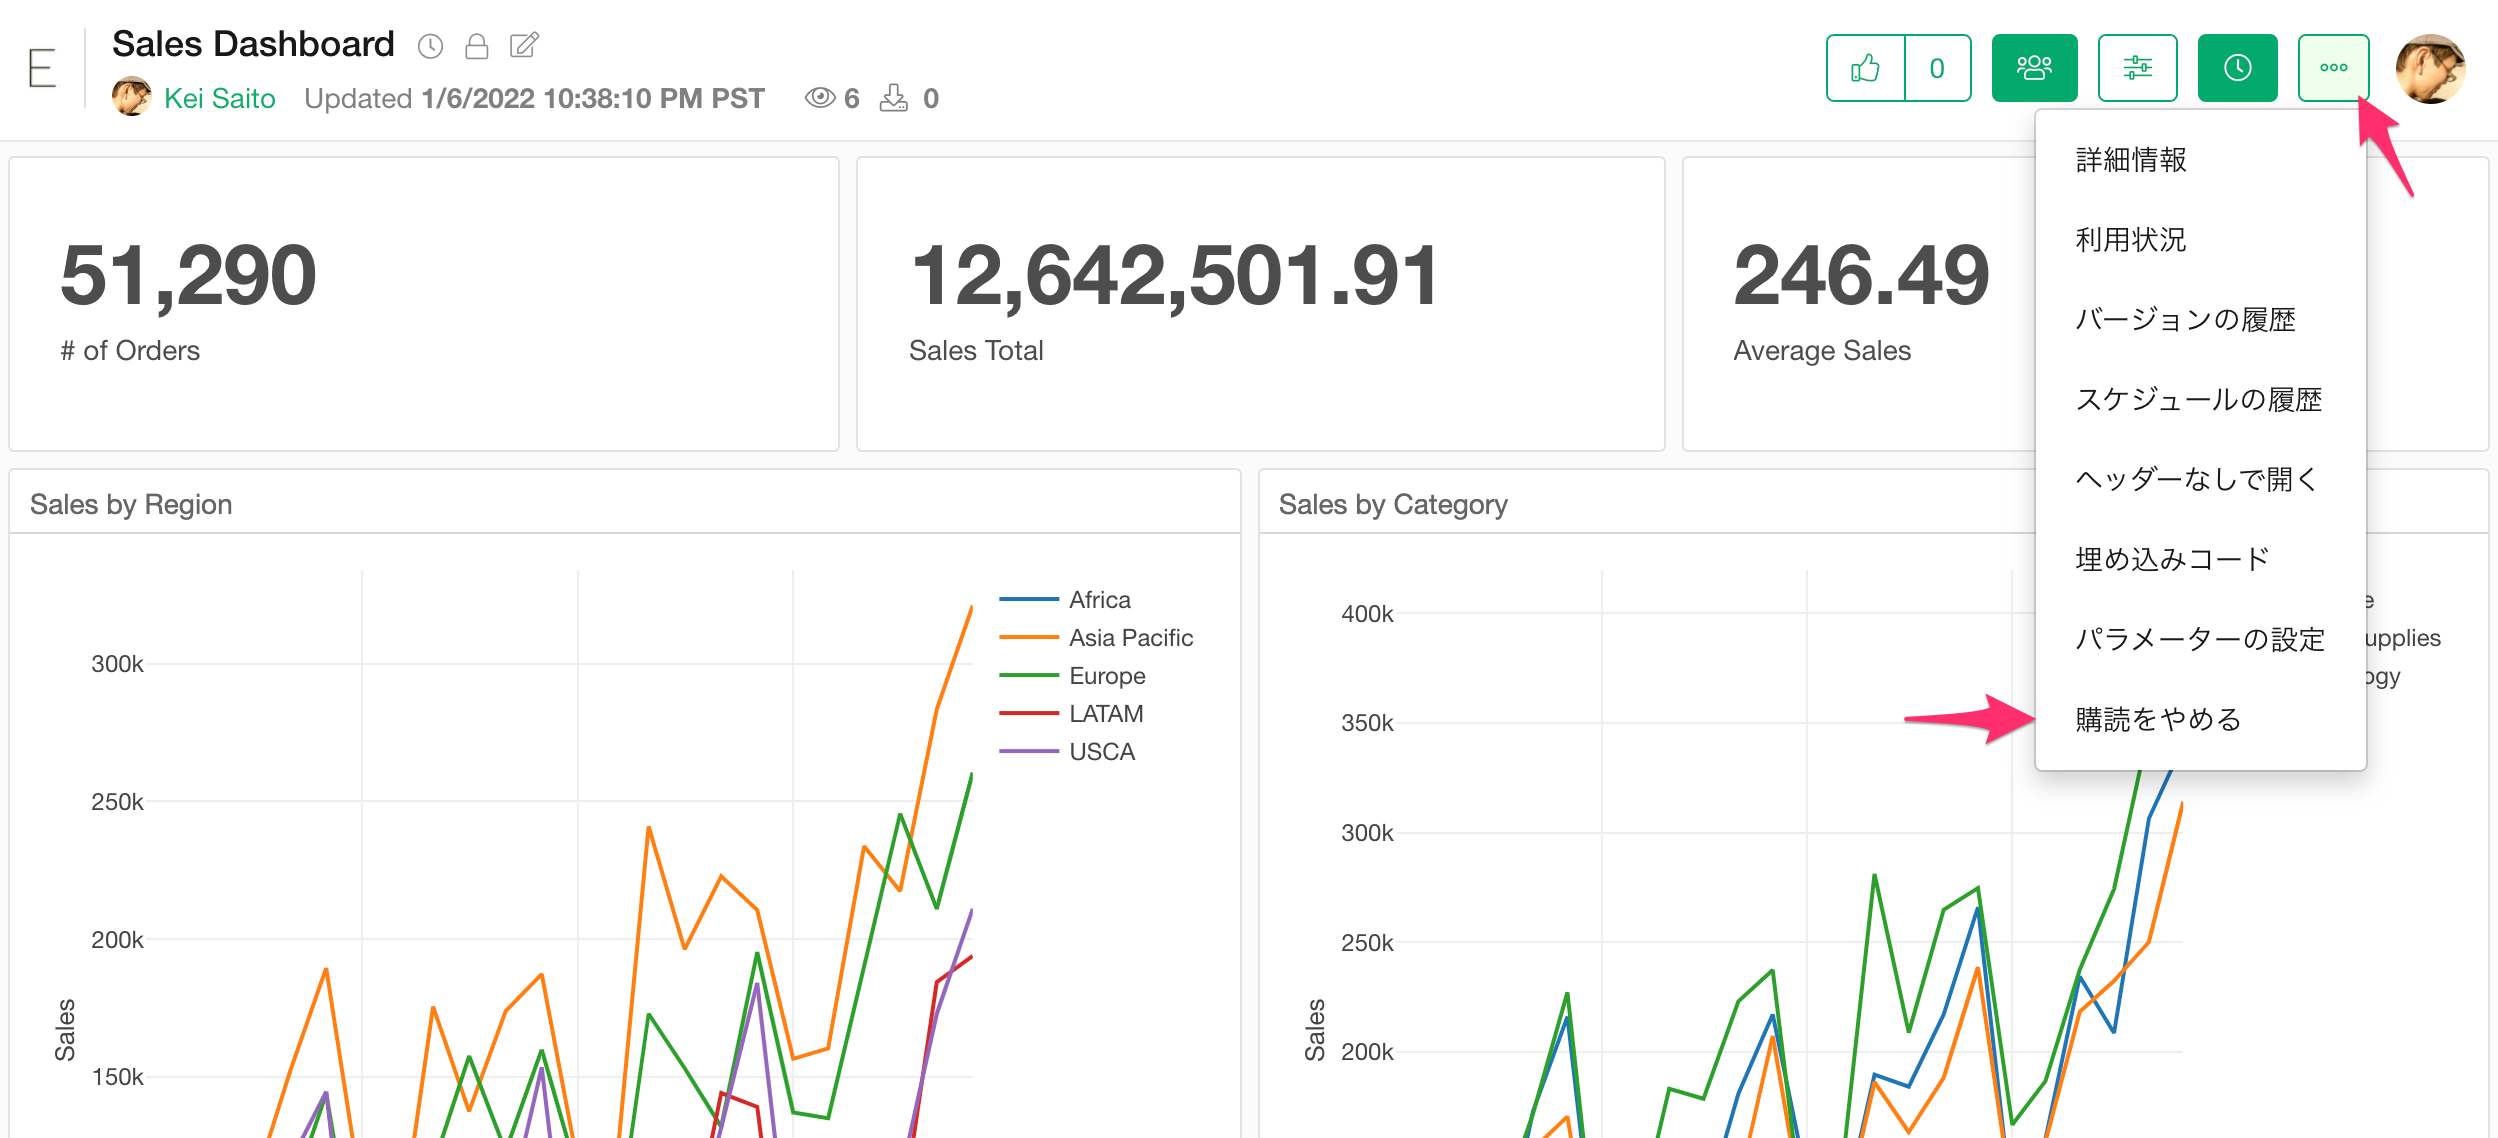 E
Sales Dashboard
Kei Saito Updated 1/6/2022 10:38:10 PM PST 6 0
0
詳細情報
利用状況
バージョンの履歴
スケジュールの履歴
ヘッダーなしで開く
埋め込みコード
パラメーターの設定
購読をやめる
51,290
# of Orders
12,642,501.91
Sales Total
246.49
Average Sales
Sales by Region
300k
250k
200k
150k
Sales
Africa
Asia Pacific
Europe
LATAM
USCA
Sales by Category
400k
350k
300k
250k
200k
Sales
e
upplies
ogy